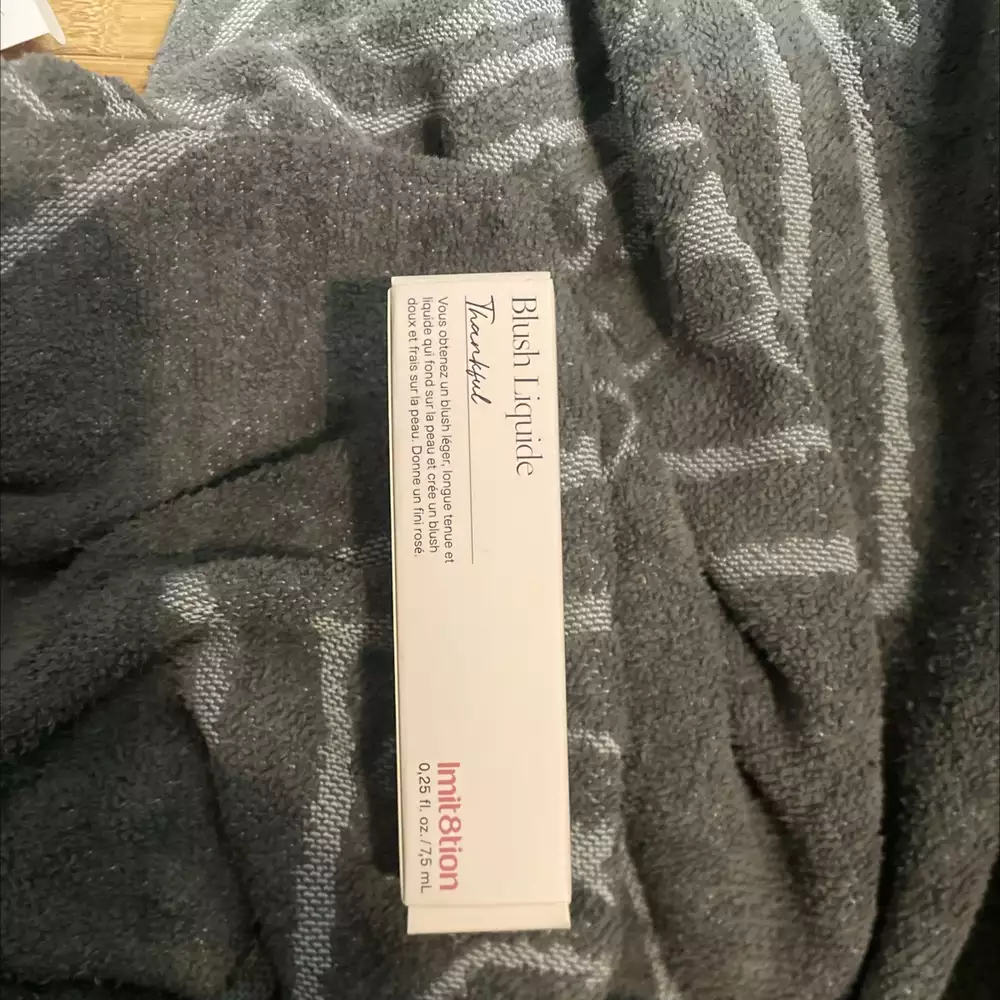 Blush Liquide
Thankful
Vous obtenez un blush léger, longue tenue et
liquide qui fond sur la peau et crée un blush
doux et frais sur la peau. Donne un fini rosé.
Imit8tion
0,25 fl. oz. / 7,5 mL